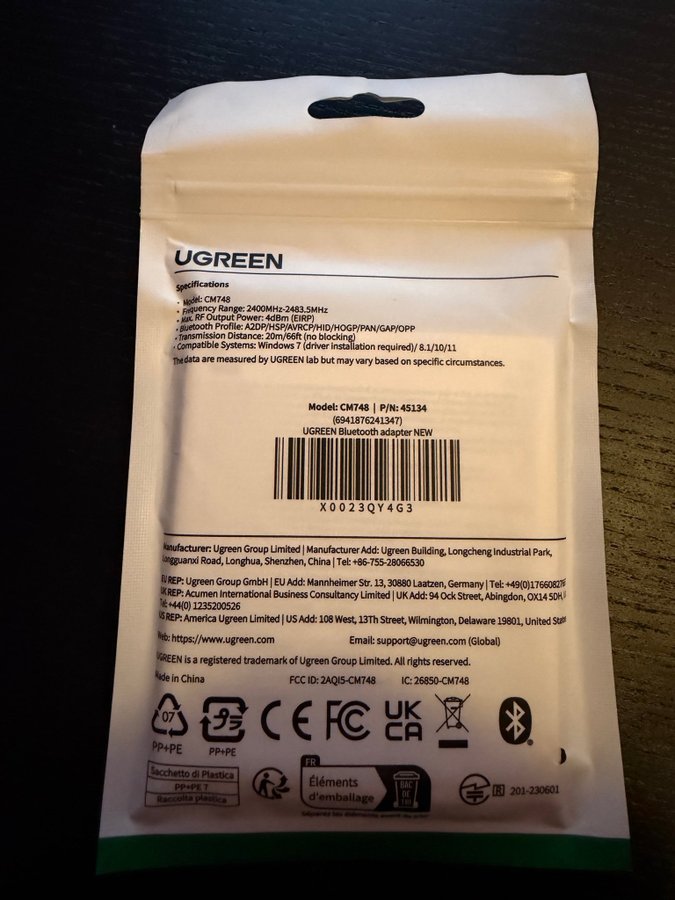 UGREEN
Specifications
• Model: CM748
• Frequency Range: 2400MHz-2483.5MHz
• Max. RF Output Power: 4dBm (EIRP)
• Bluetooth Profile: A2DP/HSP/AVRCP/HID/HOGP/PAN/GAP/OPP
• Transmission Distance: 20m/66ft (no blocking)
• Compatible Systems: Windows 7 (driver installation required)/ 8.1/10/11
The data are measured by UGREEN lab but may vary based on specific circumstances.
Model: CM748 | P/N: 45134
(6941876241347)
UGREEN Bluetooth adapter NEW
X0023QY4G3
Manufacturer: Ugreen Group Limited | Manufacturer Add: Ugreen Building, Longcheng Industrial Park,
Longguanxi Road, Longhua, Shenzhen, China | Tel: +86-755-28066530
EU REP: Ugreen Group GmbH | EU Add: Mannheimer Str. 13, 30880 Laatzen, Germany | Tel: +49(0)
UK REP: Acumen International Business Consultancy Limited | UK Add: 94 Ock Street, Abingdon, OX14 5DH,
Tel: +44(0) 1235200526
US REP: America Ugreen Limited | US Add: 108 West, 13Th Street, Wilmington, Delaware 19801, United States
Web: https://www.ugreen.com Email: support@ugreen.com (Global)
UGREEN is a registered trademark of Ugreen Group Limited. All rights reserved.
Made in China FCC ID: 2AQI5-CM748 IC: 26850-CM748
07 プラ CE FC UK CA
PP+PE PP+PE
Sacchetto di Plastica
PP+PE 7
Raccolta plastica
FR
Éléments
d'emballage
BAC
DE
TRI
R 201-230601